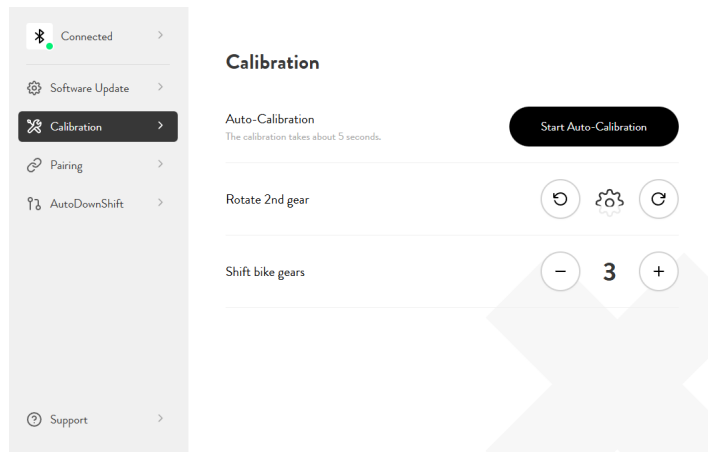 Connected
Software Update
Calibration
Pairing
AutoDownShift
Support
Calibration
Auto-Calibration
The calibration takes about 5 seconds.
Start Auto-Calibration
Rotate 2nd gear
Shift bike gears
− 3 +